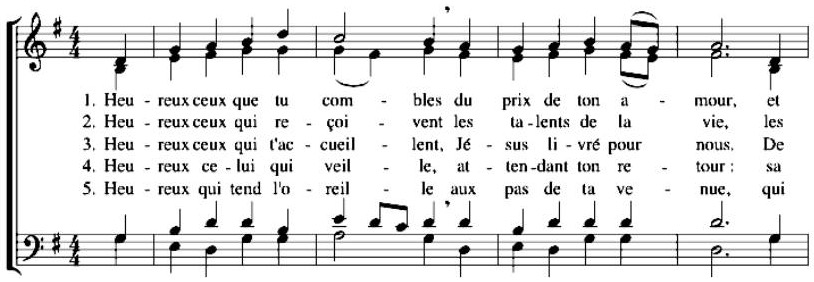 1. Heu - reux ceux que tu com - bles du prix de ton a - mour, et
2. Heu - reux ceux qui re - çoi - vent les ta - lents de la vie, les
3. Heu - reux ceux qui t'ac - cueil - lent, Jé - sus li - vré pour nous. De
4. Heu - reux ce - lui qui veil - le, at - ten - dant ton re - tour : sa
5. Heu - reux qui tend l'o - reil - le aux pas de ta ve - nue, qui